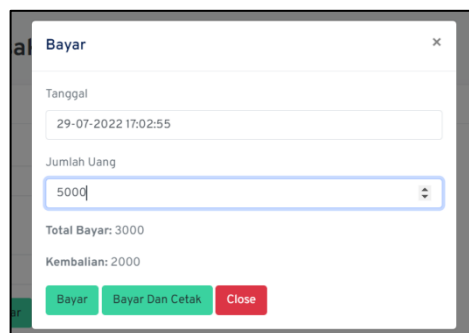 Bayar ×
Tanggal
29-07-2022 17:02:55
Jumlah Uang
5000
Total Bayar: 3000
Kembalian: 2000
Bayar Bayar Dan Cetak Close